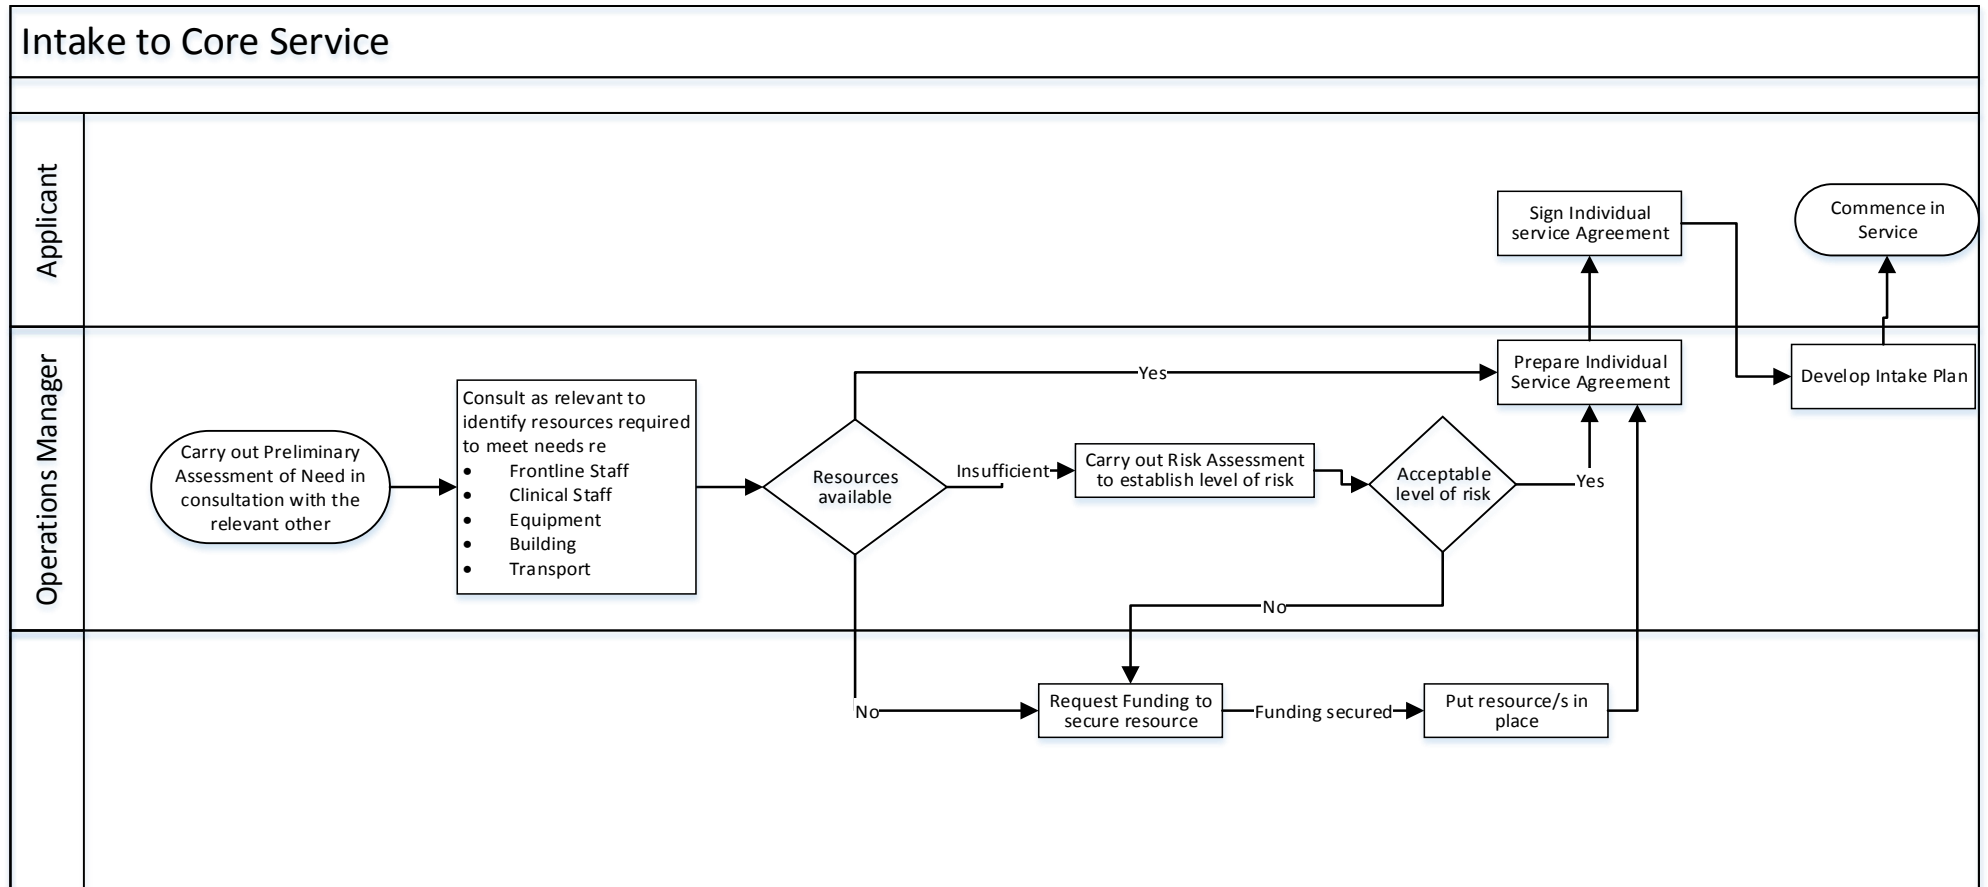 Intake to Core Service
Applicant
Sign Individual
service Agreement
Commence in
Service
Operations Manager
Carry out Preliminary
Assessment of Need in
consultation with the
relevant other
Consult as relevant to
identify resources required
to meet needs re
• Frontline Staff
• Clinical Staff
• Equipment
• Building
• Transport
Resources
available
Yes
Insufficient
Carry out Risk Assessment
to establish level of risk
Acceptable
level of risk
Yes
Prepare Individual
Service Agreement
Develop Intake Plan
No
No
Request Funding to
secure resource
Funding secured
Put resource/s in
place